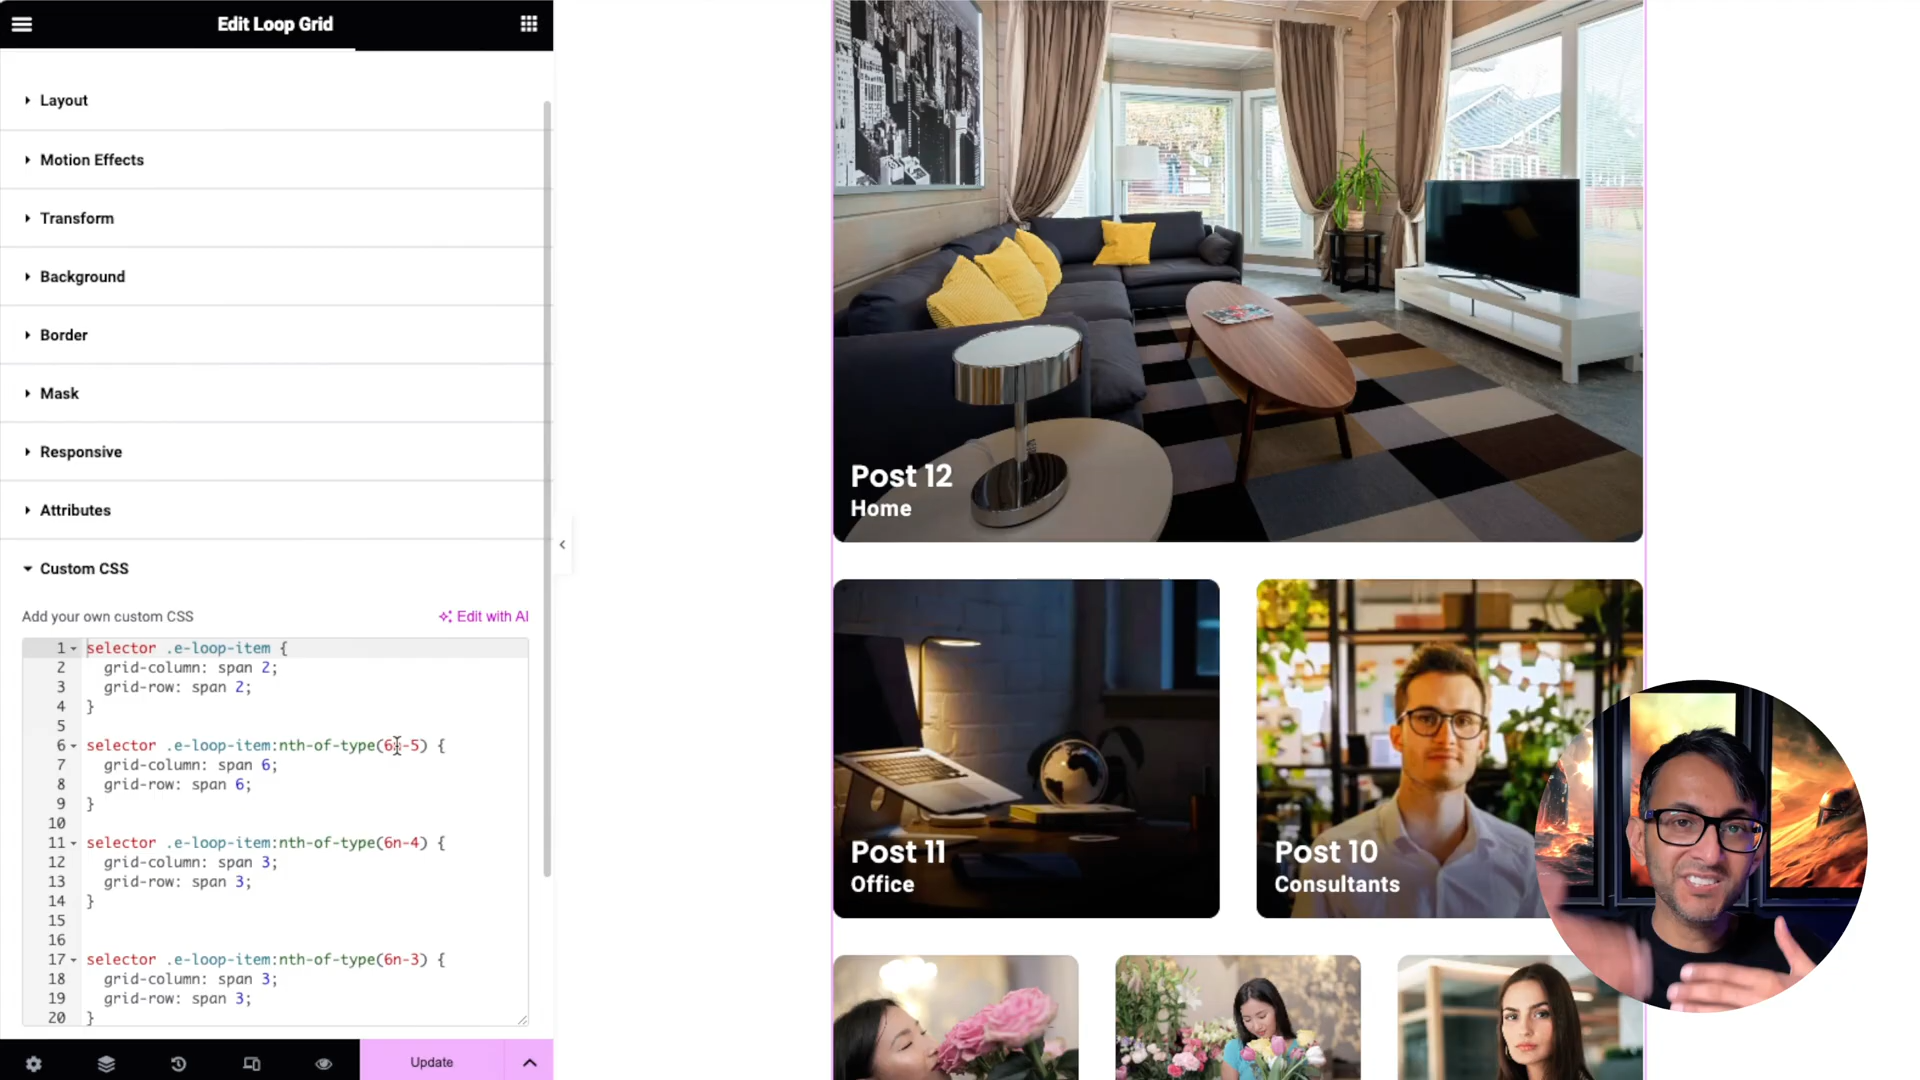 Edit Loop Grid
Layout
Motion Effects
Transform
Background
Border
Mask
Responsive
Attributes
Custom CSS
Add your own custom CSS
Edit with AI
1 selector .e-loop-item {
2 grid-column: span 2;
3 grid-row: span 2;
4 }
5
6 selector .e-loop-item:nth-of-type(6n-5) {
7 grid-column: span 6;
8 grid-row: span 6;
9 }
10
11 selector .e-loop-item:nth-of-type(6n-4) {
12 grid-column: span 3;
13 grid-row: span 3;
14 }
15
16
17 selector .e-loop-item:nth-of-type(6n-3) {
18 grid-column: span 3;
19 grid-row: span 3;
20 }
Update
Post 12
Home
Post 11
Office
Post 10
Consultants